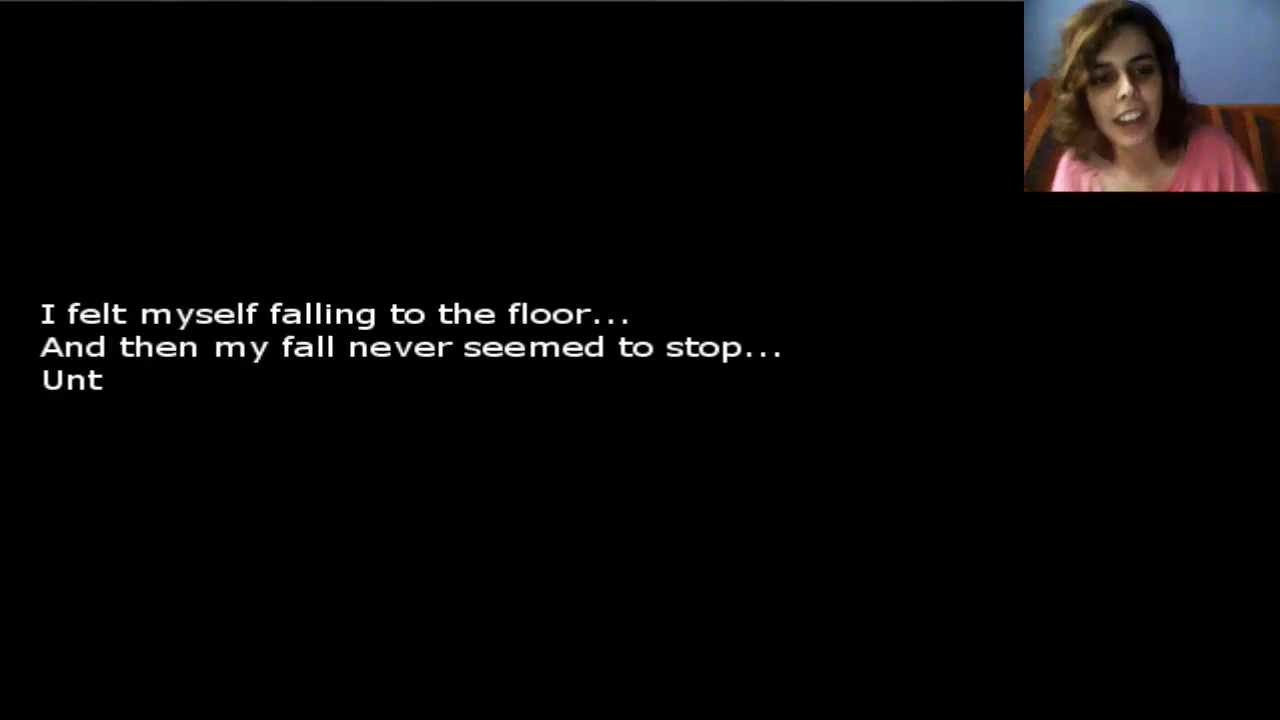 I felt myself falling to the floor...
And then my fall never seemed to stop...
Unt